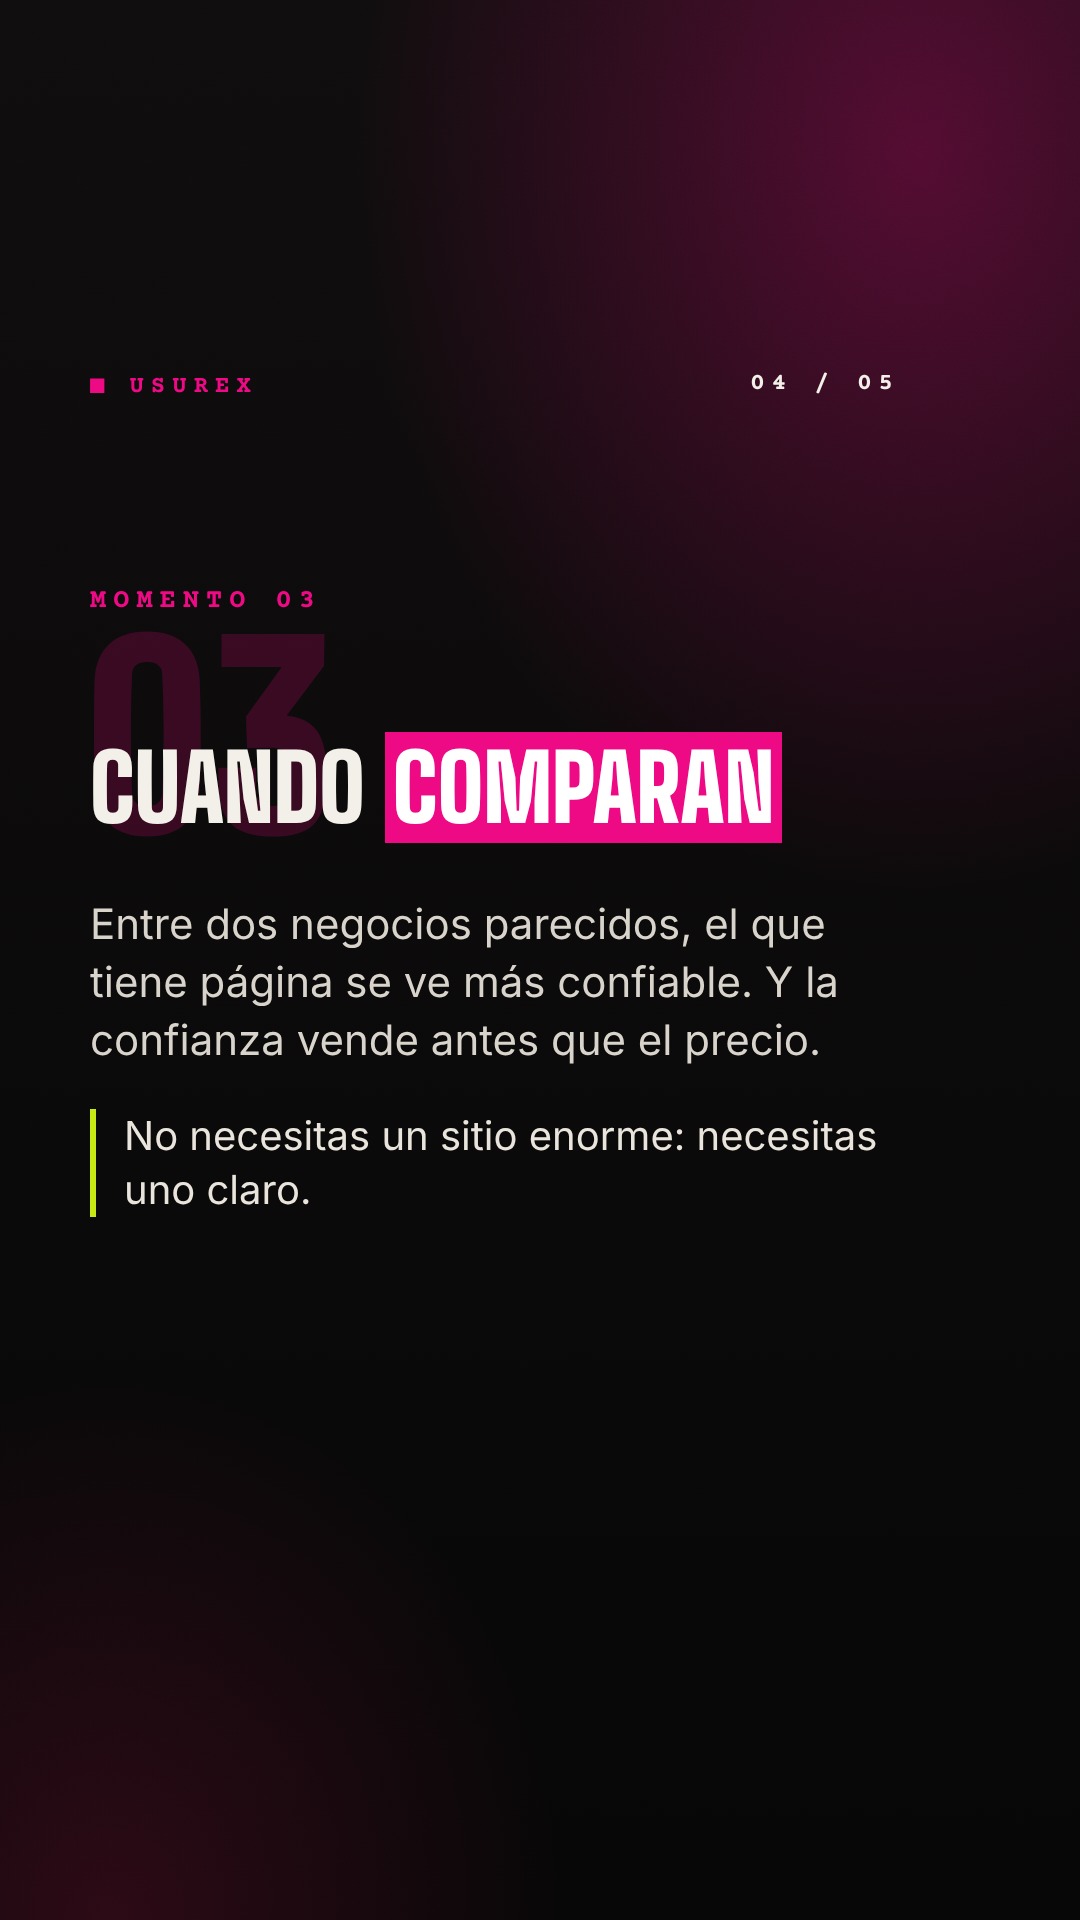 USUREX
04 / 05
MOMENTO 03
03
CUANDO COMPARAN
Entre dos negocios parecidos, el que
tiene página se ve más confiable. Y la
confianza vende antes que el precio.
No necesitas un sitio enorme: necesitas
uno claro.